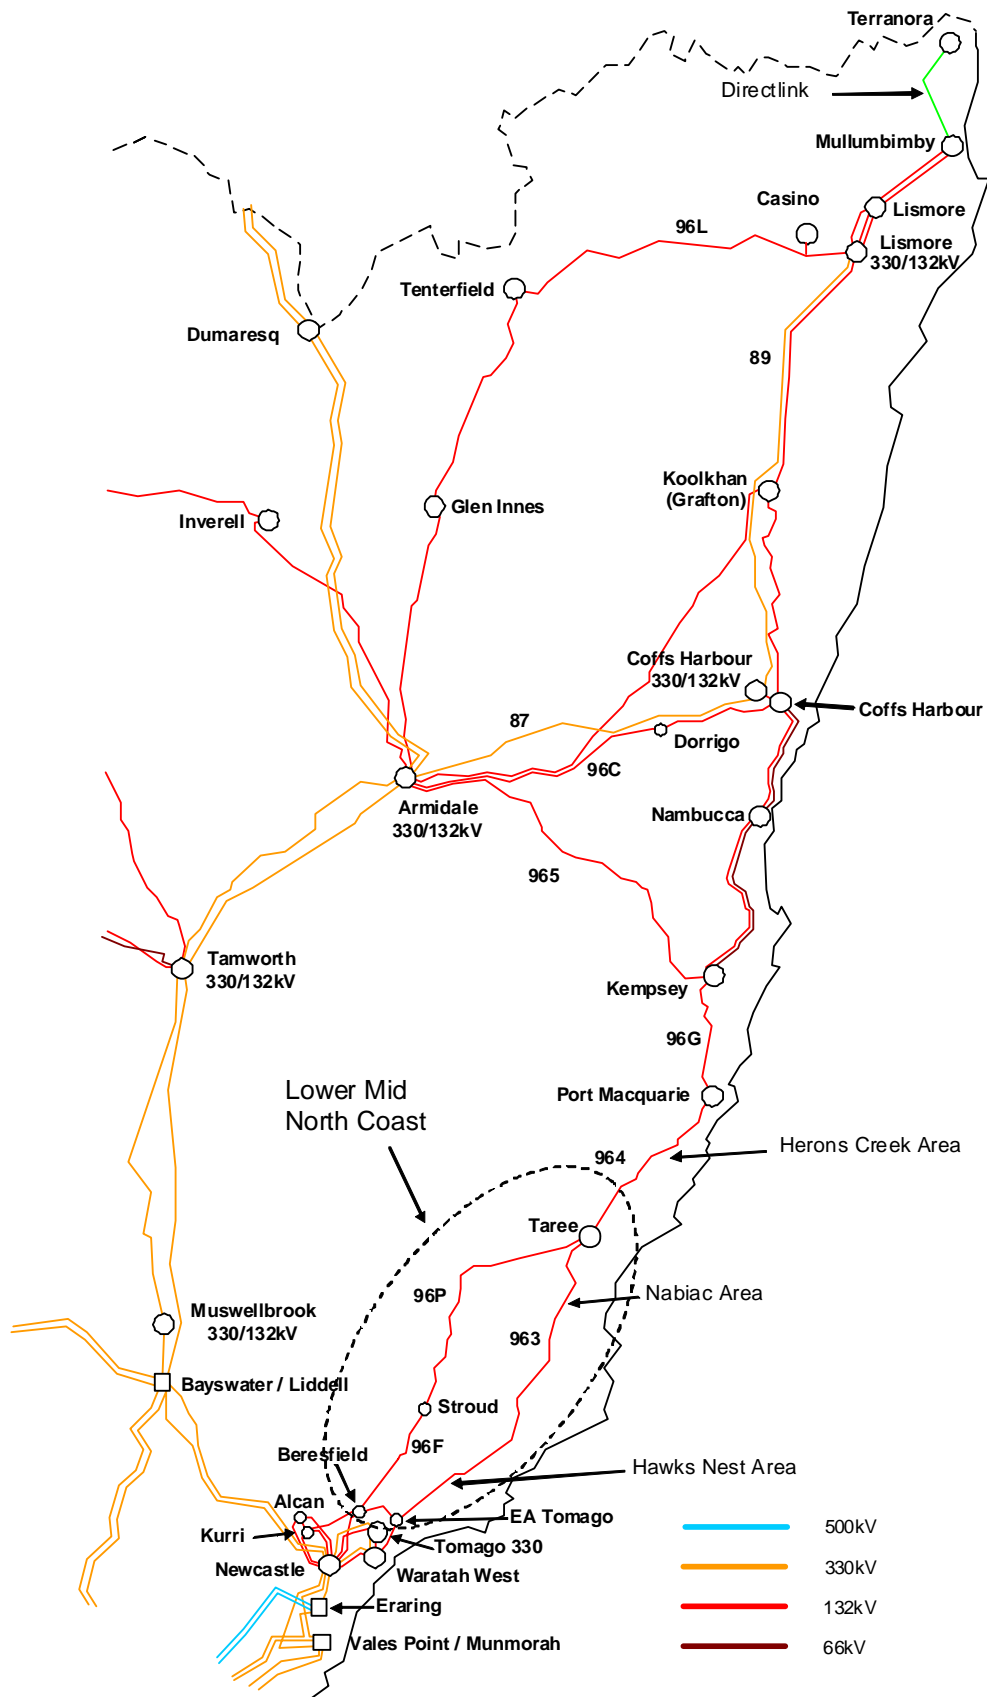 Terranora
Directlink
Mullumbimby
Casino
Lismore
96L
Lismore
330/132kV
Tenterfield
Dumaresq
89
Koolkhan
(Grafton)
Glen Innes
Inverell
Coffs Harbour
330/132kV
Coffs Harbour
87
Dorrigo
96C
Armidale
330/132kV
Nambucca
965
Tamworth
330/132kV
Kempsey
96G
Lower Mid
North Coast
Port Macquarie
Herons Creek Area
964
Taree
96P
Nabiac Area
Muswellbrook
330/132kV
963
Bayswater / Liddell
Stroud
96F
Beresfield
Hawks Nest Area
Alcan
EA Tomago
Kurri
Tomago 330
Newcastle
Waratah West
Eraring
Vales Point / Munmorah
500kV
330kV
132kV
66kV